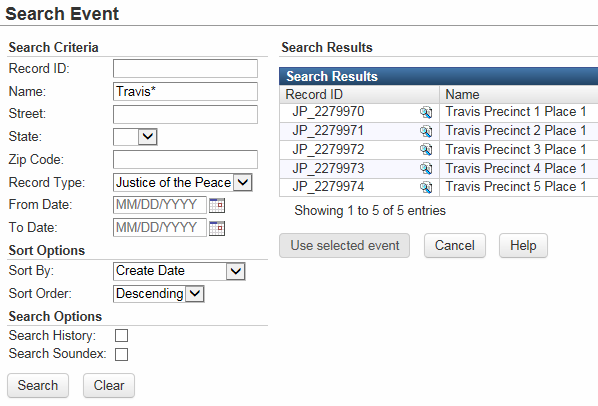 Search Event
Search Criteria
Record ID:
Name: Travis*
Street:
State:
Zip Code:
Record Type: Justice of the Peace
From Date: MM/DD/YYYY
To Date: MM/DD/YYYY
Sort Options
Sort By: Create Date
Sort Order: Descending
Search Options
Search History:
Search Soundex:
Search Clear
Search Results
Search Results
Record ID Name
JP_2279970 Travis Precinct 1 Place 1
JP_2279971 Travis Precinct 2 Place 1
JP_2279972 Travis Precinct 3 Place 1
JP_2279973 Travis Precinct 4 Place 1
JP_2279974 Travis Precinct 5 Place 1
Showing 1 to 5 of 5 entries
Use selected event Cancel Help